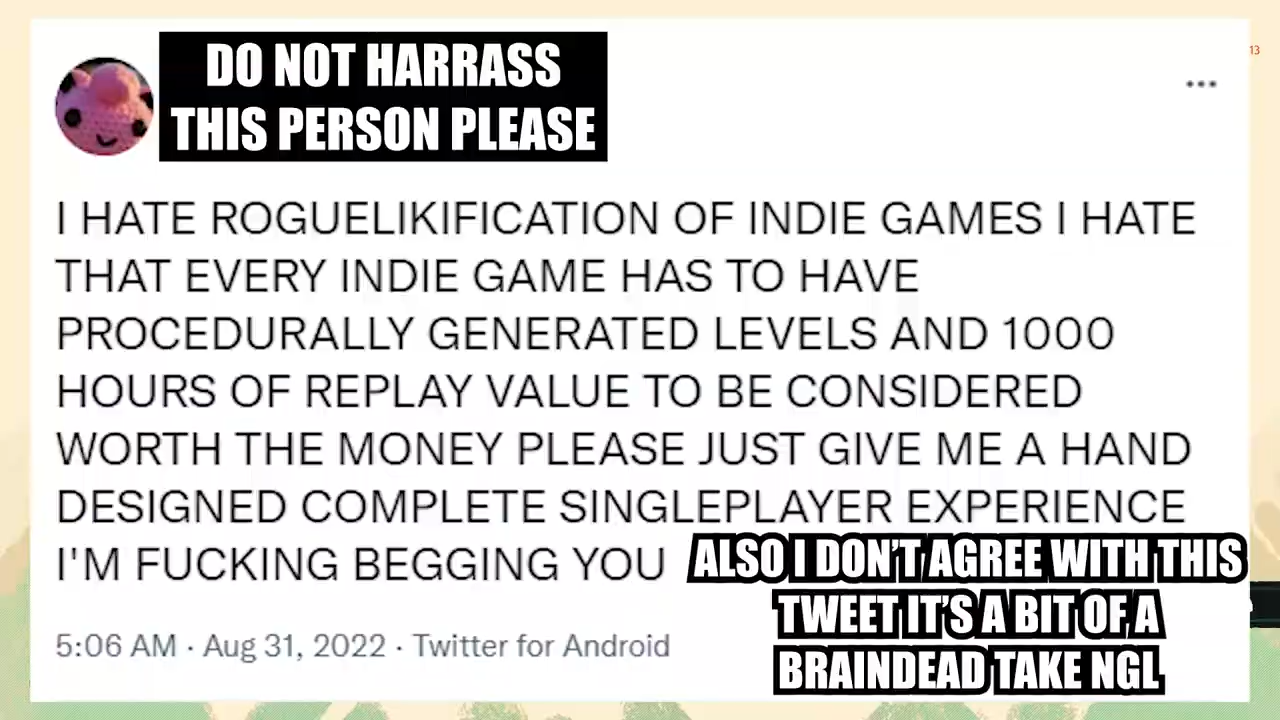 DO NOT HARRASS
THIS PERSON PLEASE
13
I HATE ROGUELIKIFICATION OF INDIE GAMES I HATE
THAT EVERY INDIE GAME HAS TO HAVE
PROCEDURALLY GENERATED LEVELS AND 1000
HOURS OF REPLAY VALUE TO BE CONSIDERED
WORTH THE MONEY PLEASE JUST GIVE ME A HAND
DESIGNED COMPLETE SINGLEPLAYER EXPERIENCE
I'M FUCKING BEGGING YOU
ALSO I DON'T AGREE WITH THIS
TWEET IT'S A BIT OF A
BRAINDEAD TAKE NGL
5:06 AM · Aug 31, 2022 · Twitter for Android